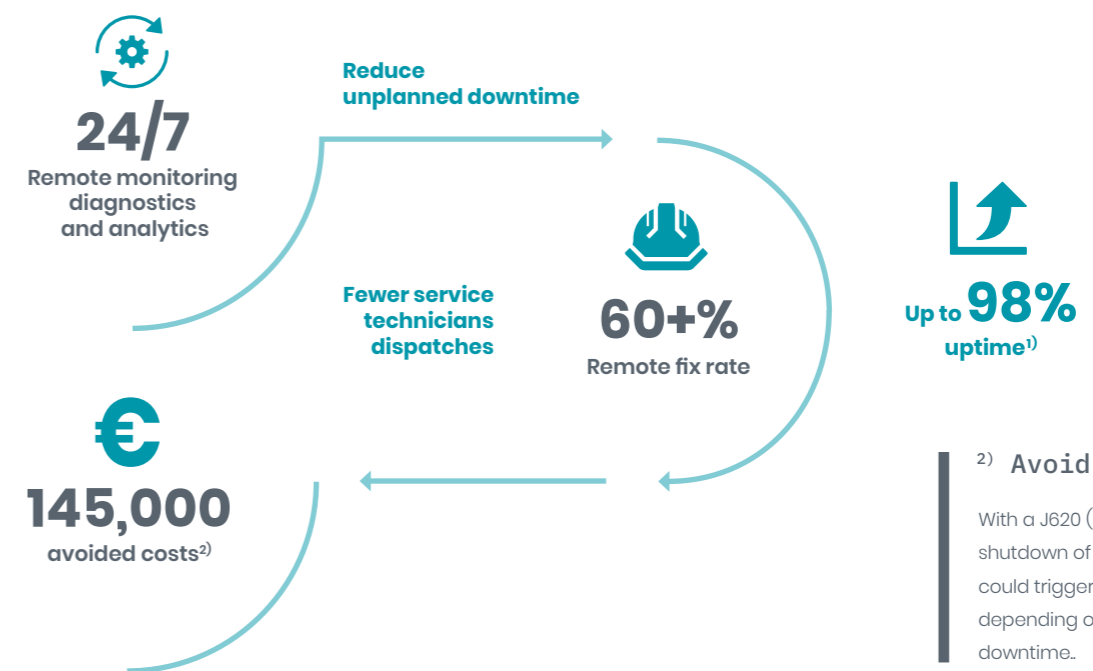 24/7
Remote monitoring
diagnostics
and analytics
Reduce
unplanned downtime
Fewer service
technicians
dispatches
60+%
Remote fix rate
Up to 98%
uptime¹⁾
€
145,000
avoided costs²⁾
²⁾ Avoid
With a J620 (
shutdown of
could trigger
depending o
downtime..